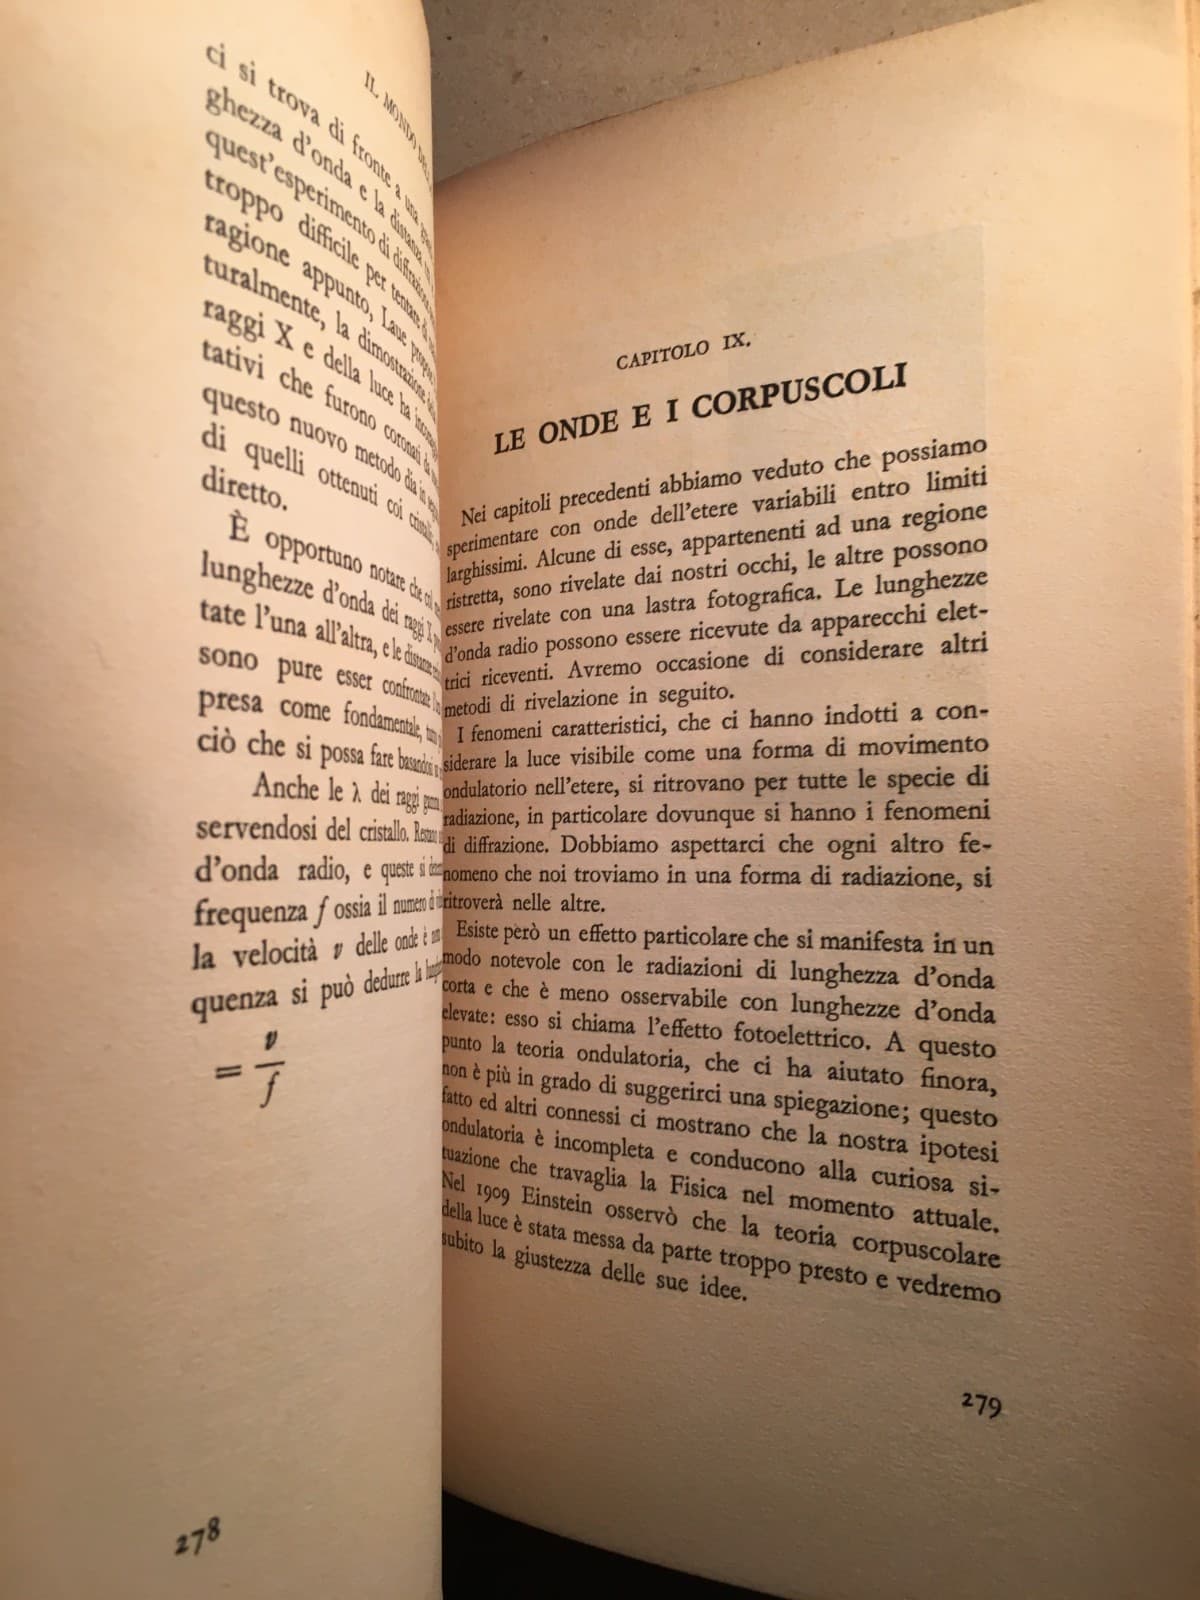 IL MONDO
ci si trova di fronte a una
ghezza d'onda e la distanza
quest'esperimento di diffrazione
troppo difficile per tentare di
ragione appunto, Laue propose
turalmente, la dimostrazione della
raggi X e della luce ha
tativi che furono coronati da
questo nuovo metodo dia in
di quelli ottenuti coi cristalli,
diretto.
È opportuno notare che col
lunghezze d'onda dei raggi X
tate l'una all'altra, e le distanze
sono pure esser confrontate
presa come fondamentale,
ciò che si possa fare basandosi
Anche le λ dei raggi gamma
servendosi del cristallo.
d'onda radio, e queste si
frequenza f ossia il numero di
la velocità v delle onde è
quenza si può dedurre la
= v/f
278
CAPITOLO IX.
LE ONDE E I CORPUSCOLI
Nei capitoli precedenti abbiamo veduto che possiamo
sperimentare con onde dell'etere variabili entro limiti
larghissimi. Alcune di esse, appartenenti ad una regione
ristretta, sono rivelate dai nostri occhi, le altre possono
essere rivelate con una lastra fotografica. Le lunghezze
d'onda radio possono essere ricevute da apparecchi elet-
trici riceventi. Avremo occasione di considerare altri
metodi di rivelazione in seguito.
I fenomeni caratteristici, che ci hanno indotti a con-
siderare la luce visibile come una forma di movimento
ondulatorio nell'etere, si ritrovano per tutte le specie di
radiazione, in particolare dovunque si hanno i fenomeni
di diffrazione. Dobbiamo aspettarci che ogni altro fe-
nomeno che noi troviamo in una forma di radiazione, si
ritroverà nelle altre.
Esiste però un effetto particolare che si manifesta in un
modo notevole con le radiazioni di lunghezza d'onda
corta e che è meno osservabile con lunghezze d'onda
elevate: esso si chiama l'effetto fotoelettrico. A questo
punto la teoria ondulatoria, che ci ha aiutato finora,
non è più in grado di suggerirci una spiegazione; questo
fatto ed altri connessi ci mostrano che la nostra ipotesi
ondulatoria è incompleta e conducono alla curiosa si-
tuazione che travaglia la Fisica nel momento attuale.
Nel 1909 Einstein osservò che la teoria corpuscolare
della luce è stata messa da parte troppo presto e vedremo
subito la giustezza delle sue idee.
279